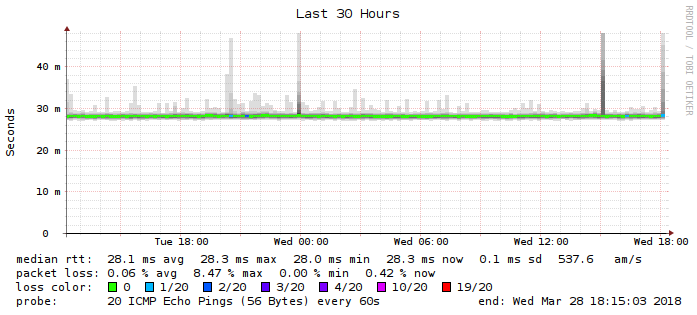 Last 30 Hours
RRDTOOL / TOBI OETIKER
Seconds
40 m
30 m
20 m
10 m
0
Tue 18:00 Wed 00:00 Wed 06:00 Wed 12:00 Wed 18:00
median rtt: 28.1 ms avg 28.3 ms max 28.0 ms min 28.3 ms now 0.1 ms sd 537.6 am/s
packet loss: 0.06 % avg 8.47 % max 0.00 % min 0.42 % now
loss color: 0 1/20 2/20 3/20 4/20 10/20 19/20
probe: 20 ICMP Echo Pings (56 Bytes) every 60s end: Wed Mar 28 18:15:03 2018